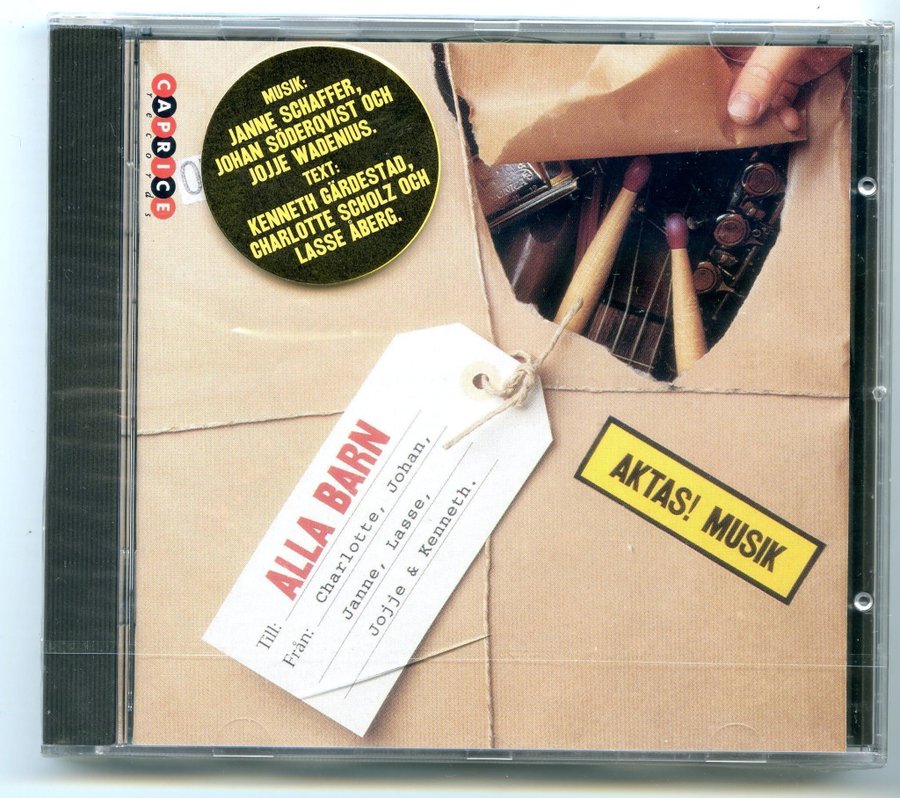 CAPRICE
records
MUSIK:
JANNE SCHAFFER,
JOHAN SÖDERQVIST OCH
JOJJE WADENIUS.
TEXT:
KENNETH GÄRDESTAD,
CHARLOTTE SCHOLZ OCH
LASSE ÅBERG.
Till: ALLA BARN
Från: Charlotte, Johan,
Janne, Lasse,
Jojje & Kenneth.
AKTAS! MUSIK